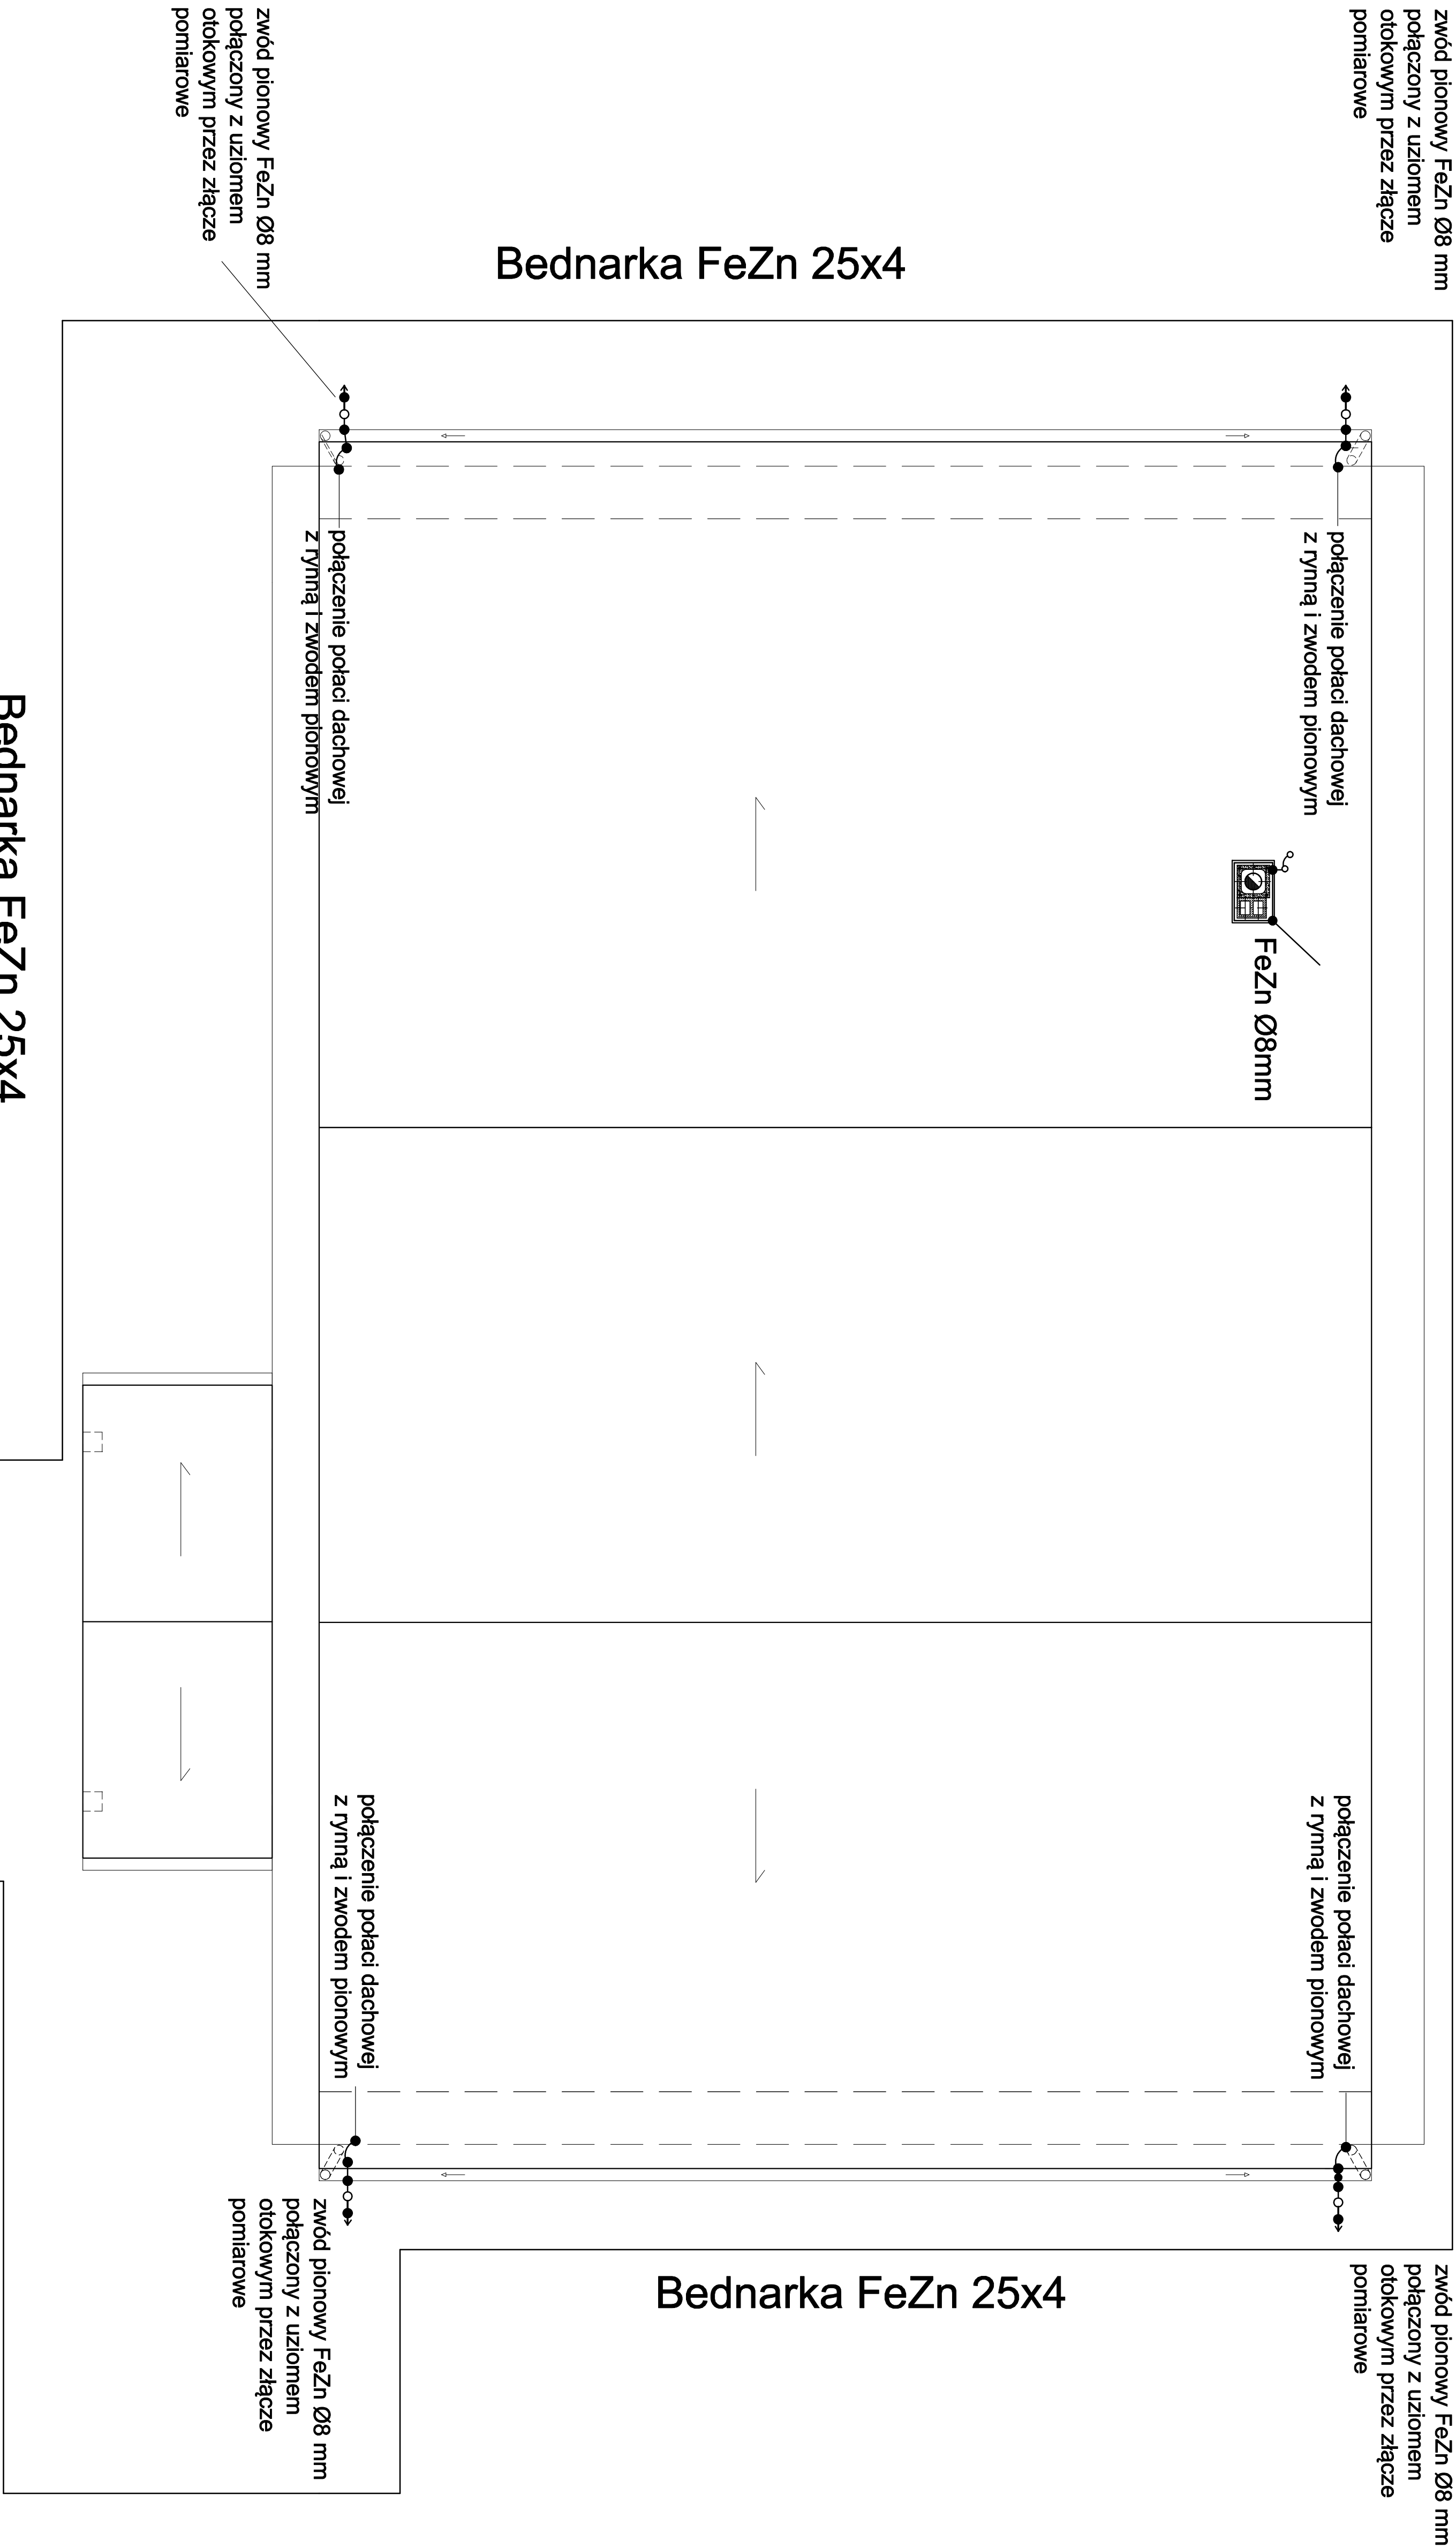 zwód pionowy FeZn Ø8 mm
połączony z uziomem
otokowym przez złącze
pomiarowe
zwód pionowy FeZn Ø8 mm
połączony z uziomem
otokowym przez złącze
pomiarowe
Bednarka FeZn 25x4
połączenie połaci dachowej
z rynną i zwodem pionowym
połączenie połaci dachowej
z rynną i zwodem pionowym
FeZn Ø8mm
Bednarka FeZn 25x4
połączenie połaci dachowej
z rynną i zwodem pionowym
połączenie połaci dachowej
z rynną i zwodem pionowym
zwód pionowy FeZn Ø8 mm
połączony z uziomem
otokowym przez złącze
pomiarowe
Bednarka FeZn 25x4
zwód pionowy FeZn Ø8 mm
połączony z uziomem
otokowym przez złącze
pomiarowe